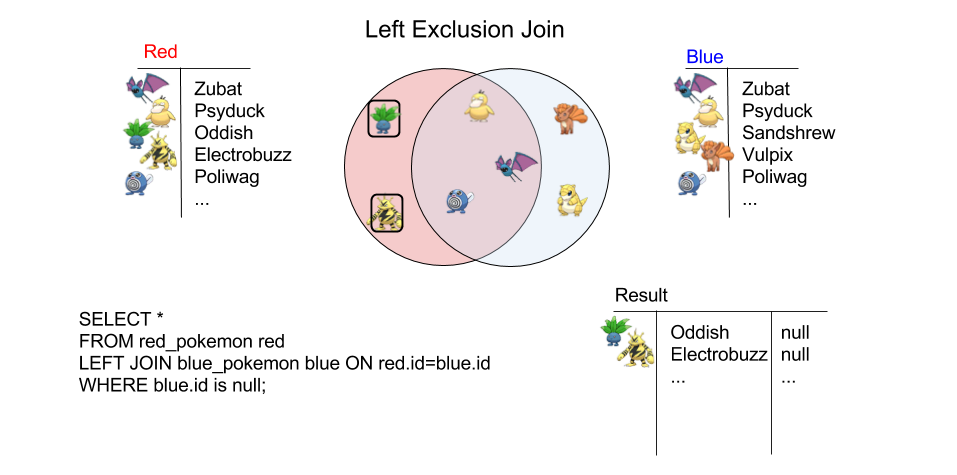 Left Exclusion Join
Red
Zubat
Psyduck
Oddish
Electrobuzz
Poliwag
...
Blue
Zubat
Psyduck
Sandshrew
Vulpix
Poliwag
...
SELECT *
FROM red_pokemon red
LEFT JOIN blue_pokemon blue ON red.id=blue.id
WHERE blue.id is null;
Result
Oddish null
Electrobuzz null
... ...